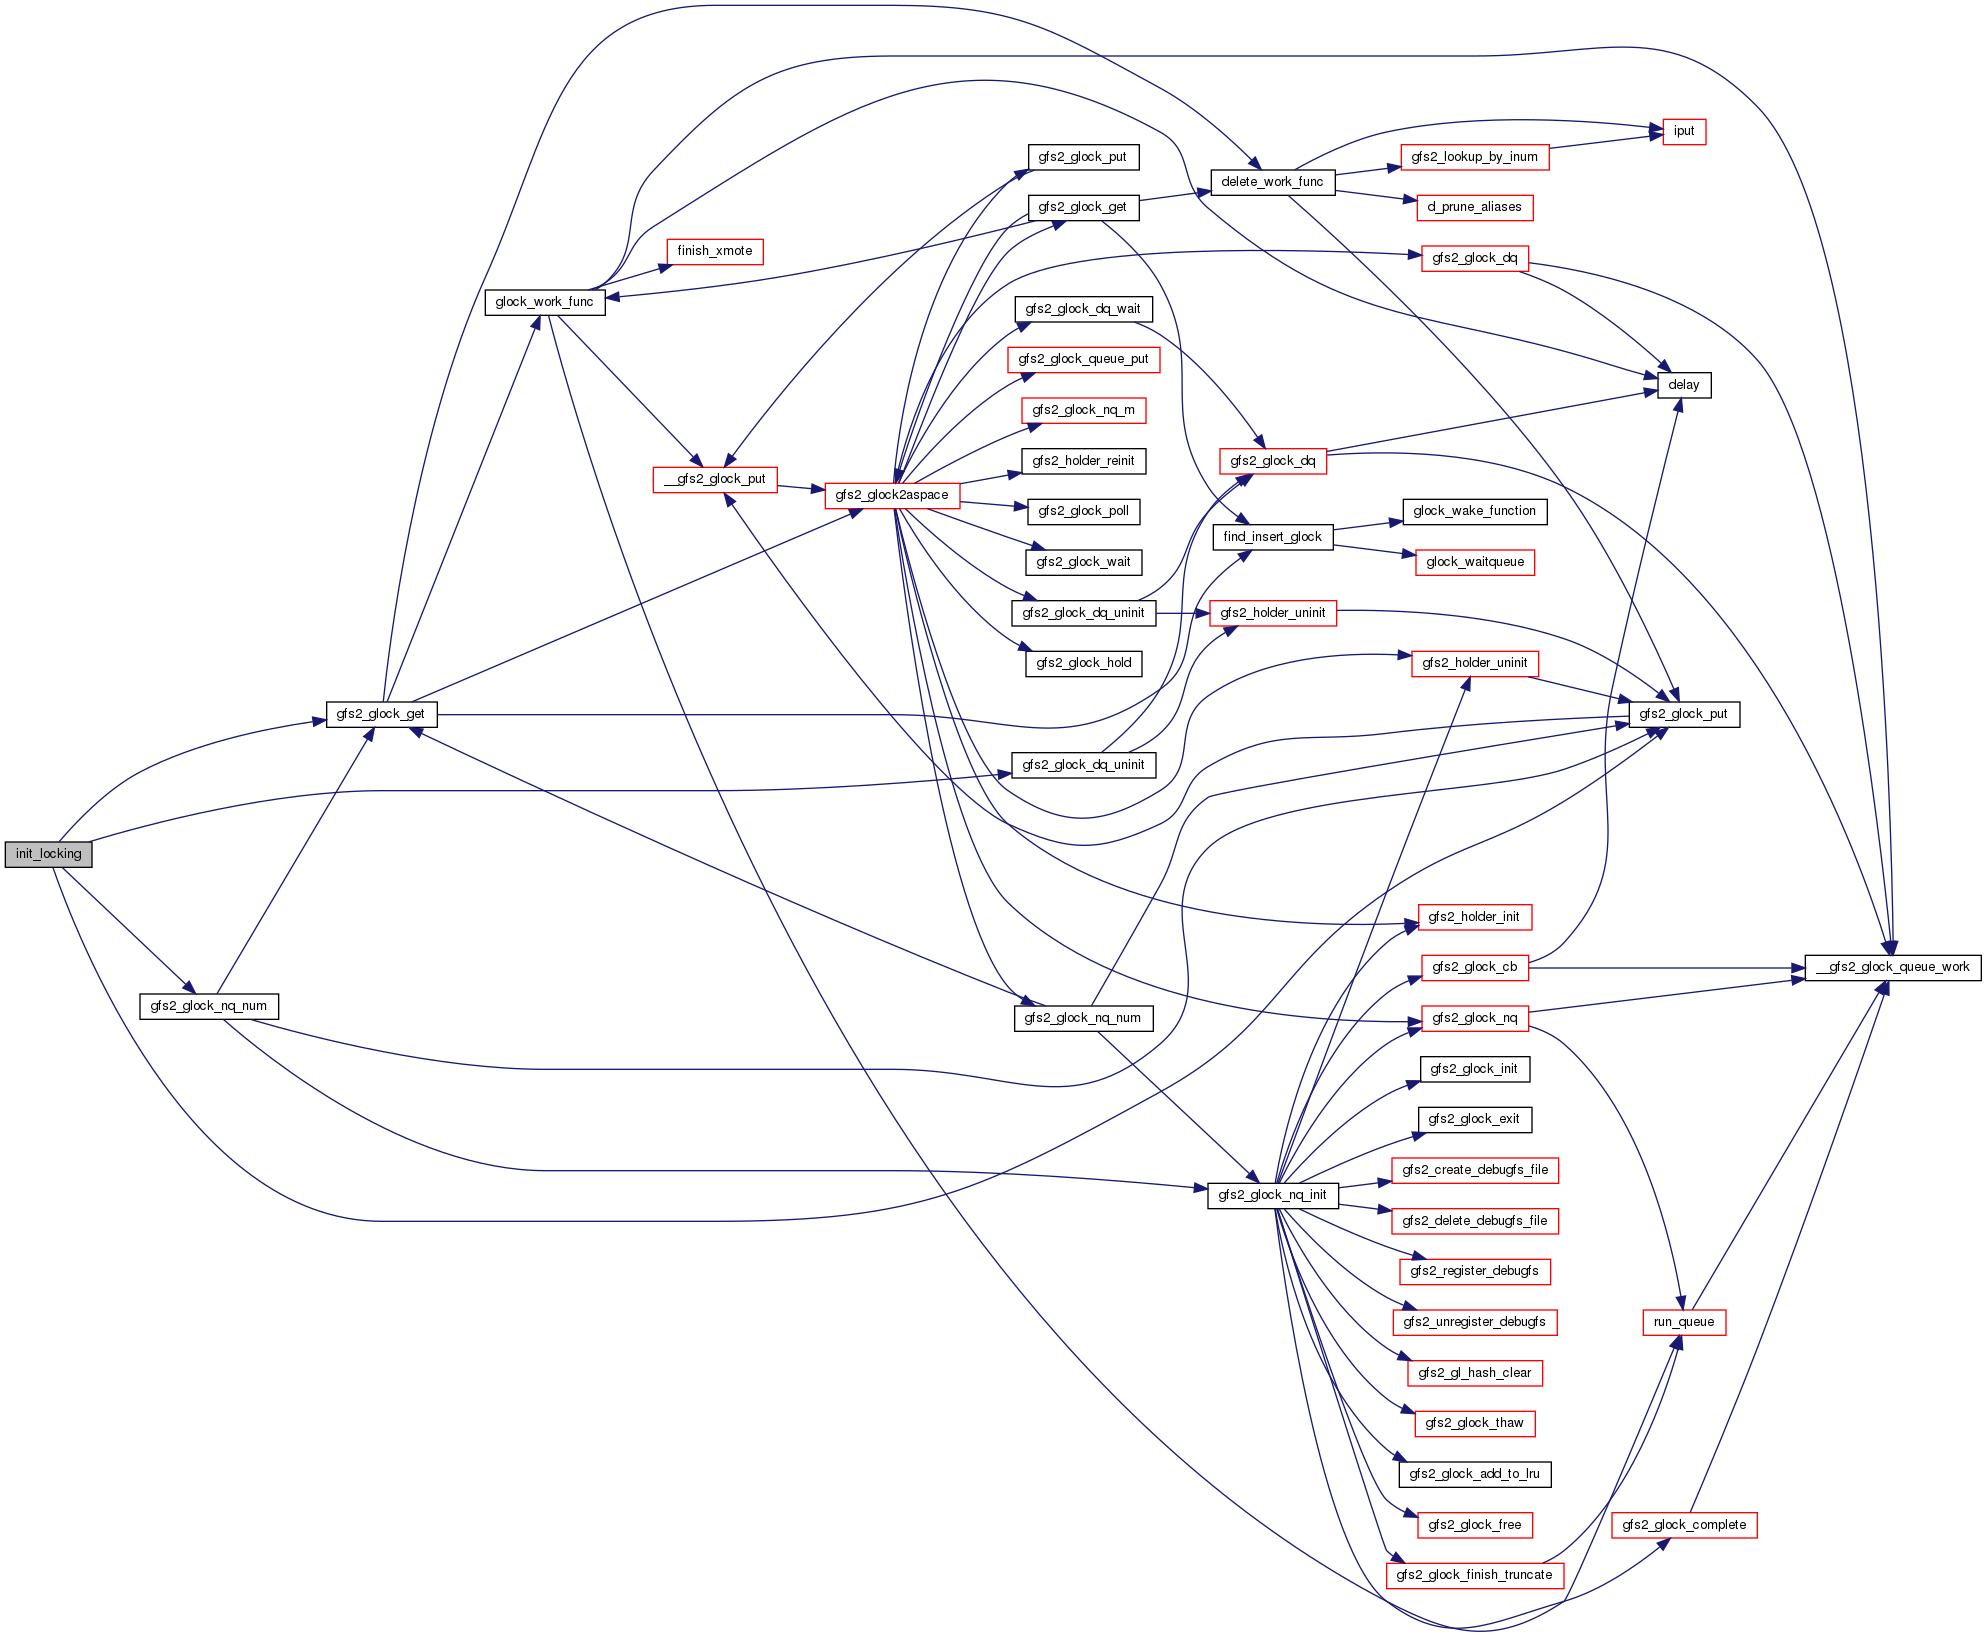 init_locking
gfs2_glock_nq_num
gfs2_glock_get
glock_work_func
finish_xmote
__gfs2_glock_put
gfs2_glock2aspace
gfs2_glock_put
gfs2_glock_get
gfs2_glock_dq_wait
gfs2_glock_queue_put
gfs2_glock_nq_m
gfs2_holder_reinit
gfs2_glock_poll
gfs2_glock_wait
gfs2_glock_dq_uninit
gfs2_glock_hold
gfs2_glock_dq_uninit
gfs2_glock_nq_num
delete_work_func
gfs2_glock_dq
find_insert_glock
gfs2_holder_uninit
gfs2_glock_nq_init
gfs2_lookup_by_inum
d_prune_aliases
gfs2_glock_dq
glock_wake_function
glock_waitqueue
gfs2_holder_uninit
gfs2_holder_init
gfs2_glock_cb
gfs2_glock_nq
gfs2_glock_init
gfs2_glock_exit
gfs2_create_debugfs_file
gfs2_delete_debugfs_file
gfs2_register_debugfs
gfs2_unregister_debugfs
gfs2_gl_hash_clear
gfs2_glock_thaw
gfs2_glock_add_to_lru
gfs2_glock_free
gfs2_glock_finish_truncate
iput
delay
gfs2_glock_put
run_queue
gfs2_glock_complete
__gfs2_glock_queue_work